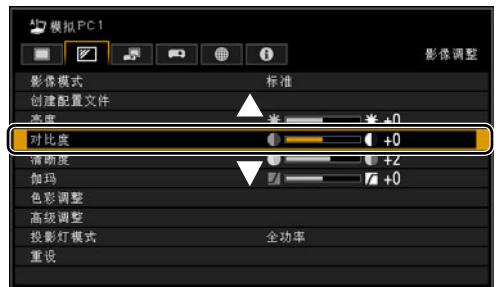 模拟PC1
影像调整
影像模式 标准
创建配置文件
亮度 +0
对比度 +0
清晰度 +2
伽玛 +0
色彩调整
高级调整
投影灯模式 全功率
重设